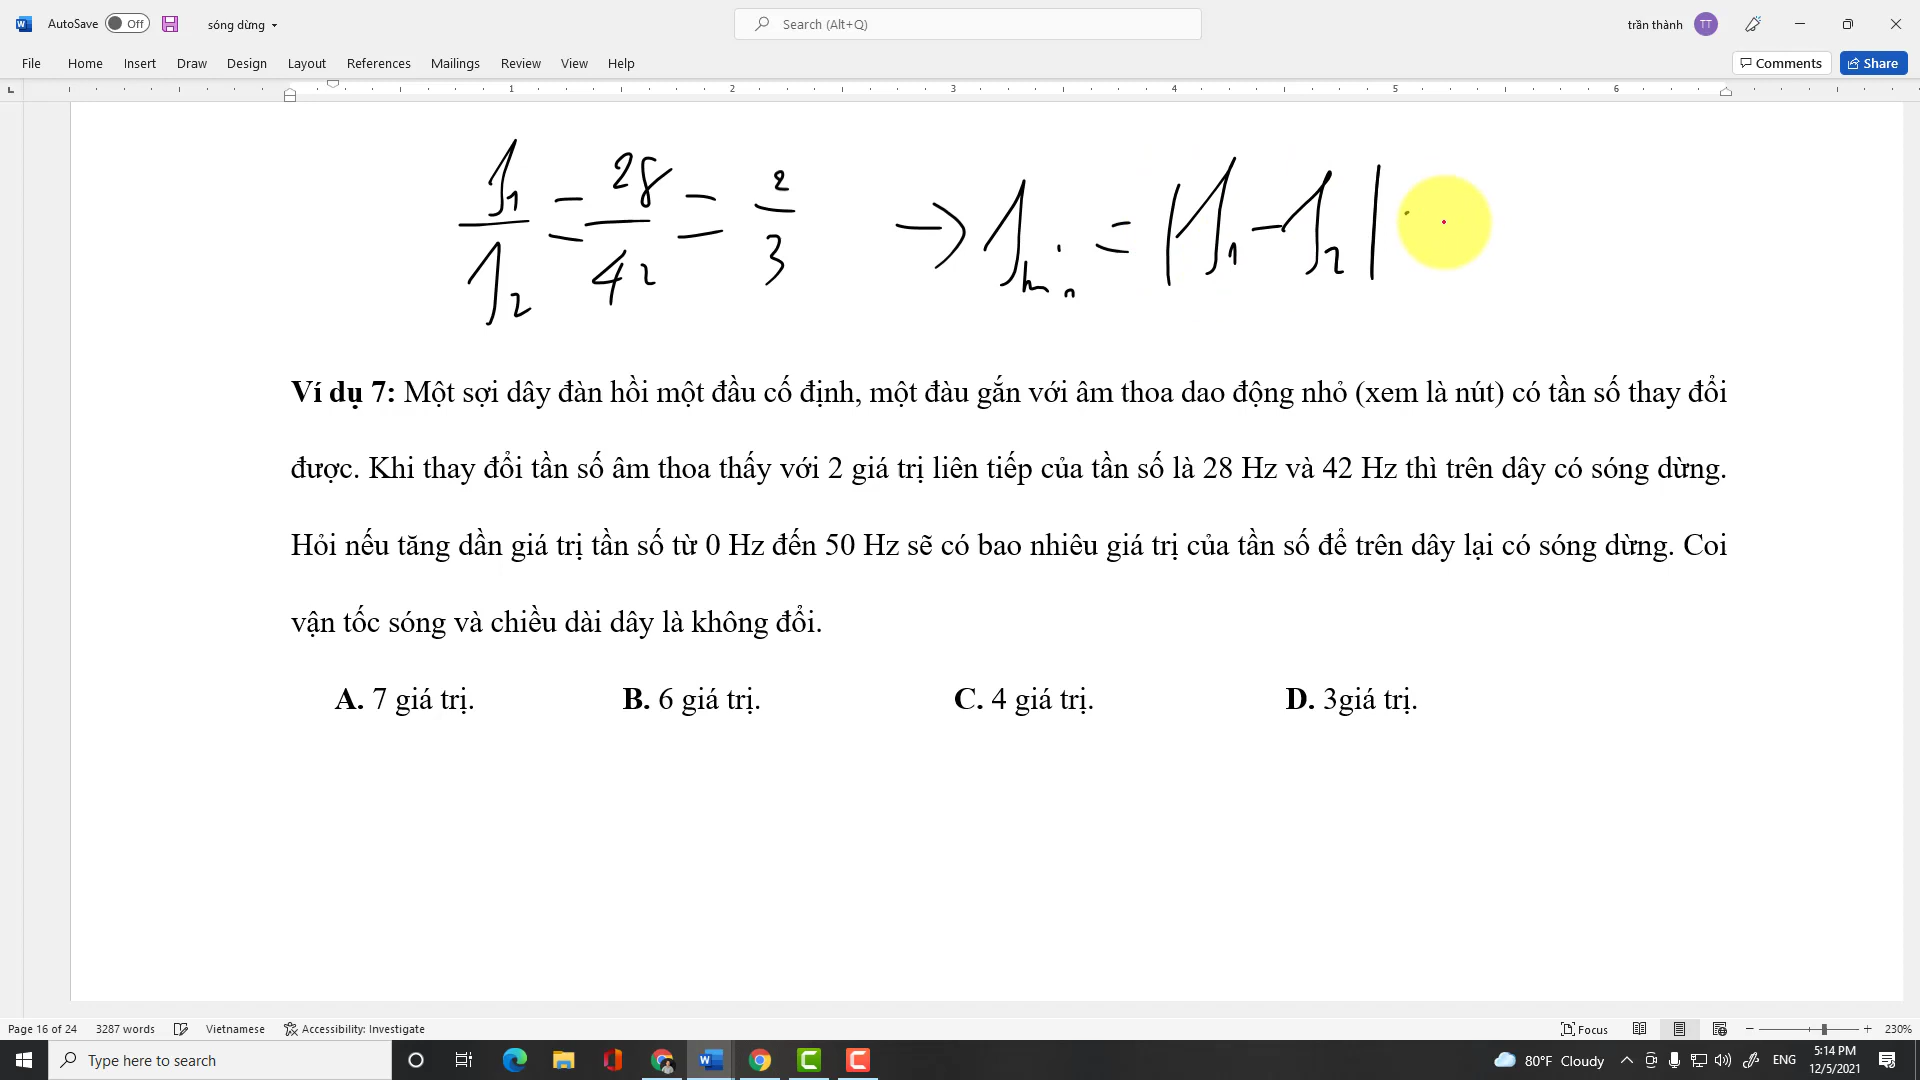 AutoSave Off sóng dừng Search (Alt+Q) trần thành TT
File Home Insert Draw Design Layout References Mailings Review View Help Comments Share
1 2 3 4 5 6
f1/f2 = 28/42 = 2/3 → fmin = |f1 - f2|
Ví dụ 7: Một sợi dây đàn hồi một đầu cố định, một đàu gắn với âm thoa dao động nhỏ (xem là nút) có tần số thay đổi
được. Khi thay đổi tần số âm thoa thấy với 2 giá trị liên tiếp của tần số là 28 Hz và 42 Hz thì trên dây có sóng dừng.
Hỏi nếu tăng dần giá trị tần số từ 0 Hz đến 50 Hz sẽ có bao nhiêu giá trị của tần số để trên dây lại có sóng dừng. Coi
vận tốc sóng và chiều dài dây là không đổi.
A. 7 giá trị. B. 6 giá trị. C. 4 giá trị. D. 3giá trị.
Page 16 of 24 3287 words Vietnamese Accessibility: Investigate Focus 230%
Type here to search 80°F Cloudy ENG 5:14 PM
12/5/2021